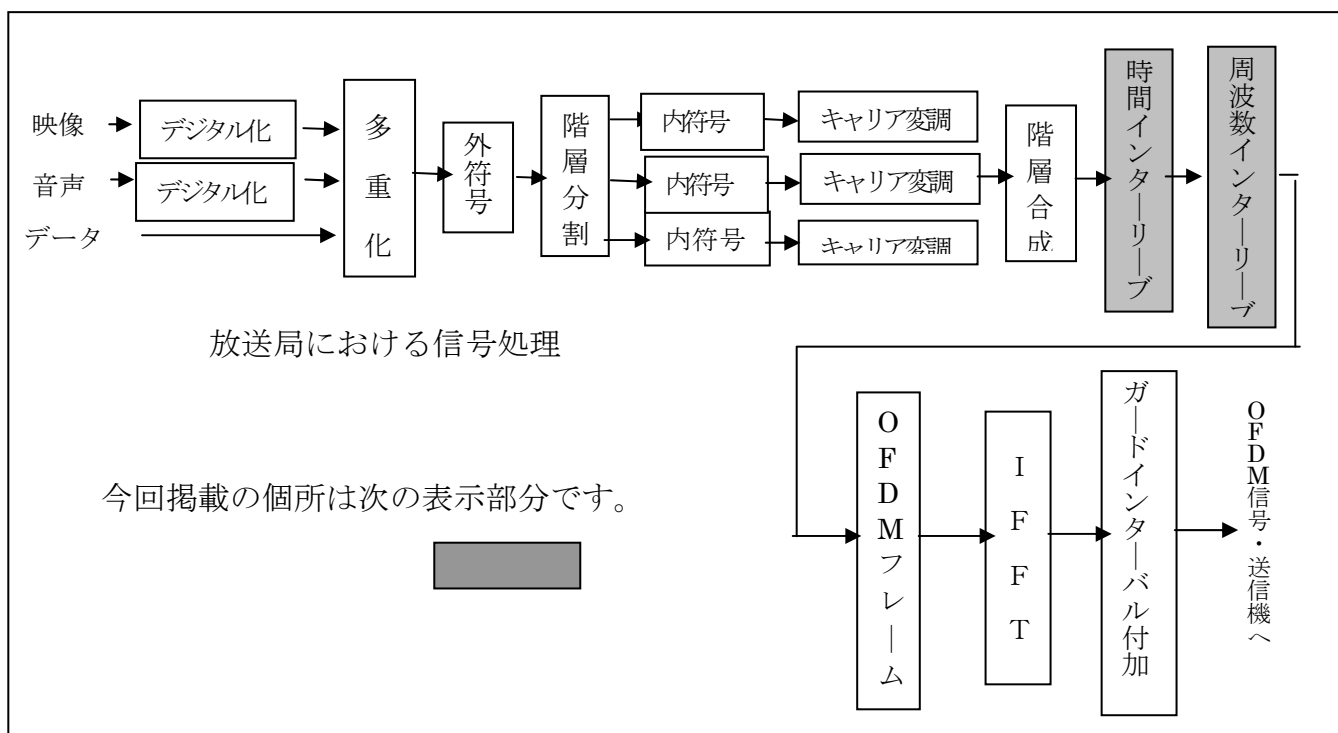 映像
デジタル化
音声
デジタル化
データ
多重化
外符号
階層分割
内符号
キャリア変調
内符号
キャリア変調
内符号
キャリア変調
階層合成
時間インターリーブ
周波数インターリーブ
放送局における信号処理
今回掲載の個所は次の表示部分です。
OFDMフレーム
IFFT
ガードインターバル付加
OFDM信号・送信機へ